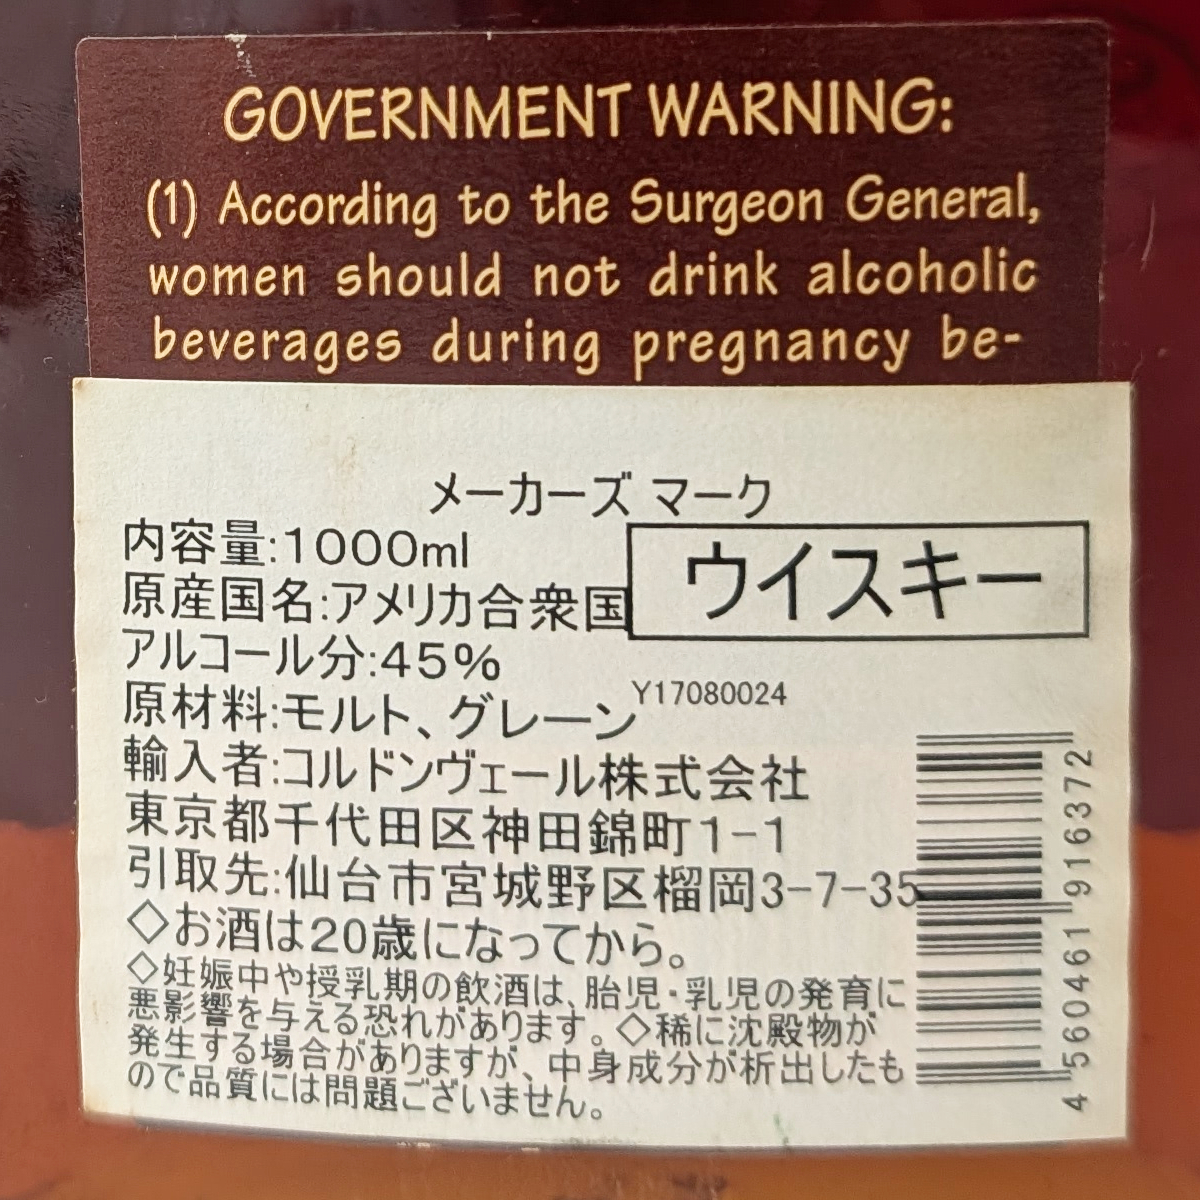 GOVERNMENT WARNING:
(1) According to the Surgeon General,
women should not drink alcoholic
beverages during pregnancy be-
メーカーズ マーク
内容量:1000ml
ウイスキー
原産国名:アメリカ合衆国
アルコール分:45%
原材料:モルト、グレーン
Y17080024
輸入者:コルドンヴェール株式会社
東京都千代田区神田錦町1-1
引取先:仙台市宮城野区榴岡3-7-35
◇お酒は20歳になってから。
◇妊娠中や授乳期の飲酒は、胎児・乳児の発育に
悪影響を与える恐れがあります。◇稀に沈殿物が
発生する場合がありますが、中身成分が析出したも
ので品質には問題ございません。
4 560461 916372